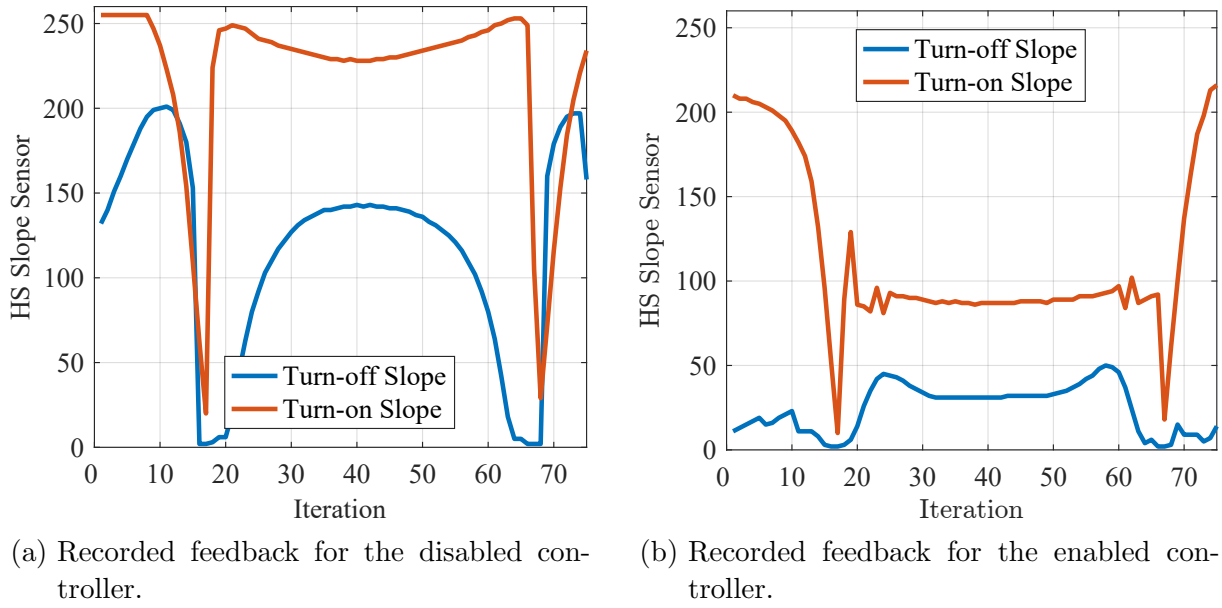 250
200
150
100
50
0
HS Slope Sensor
Turn-off Slope
Turn-on Slope
0 10 20 30 40 50 60 70
Iteration
(a) Recorded feedback for the disabled con-
troller.
250
200
150
100
50
0
HS Slope Sensor
Turn-off Slope
Turn-on Slope
0 10 20 30 40 50 60 70
Iteration
(b) Recorded feedback for the enabled con-
troller.